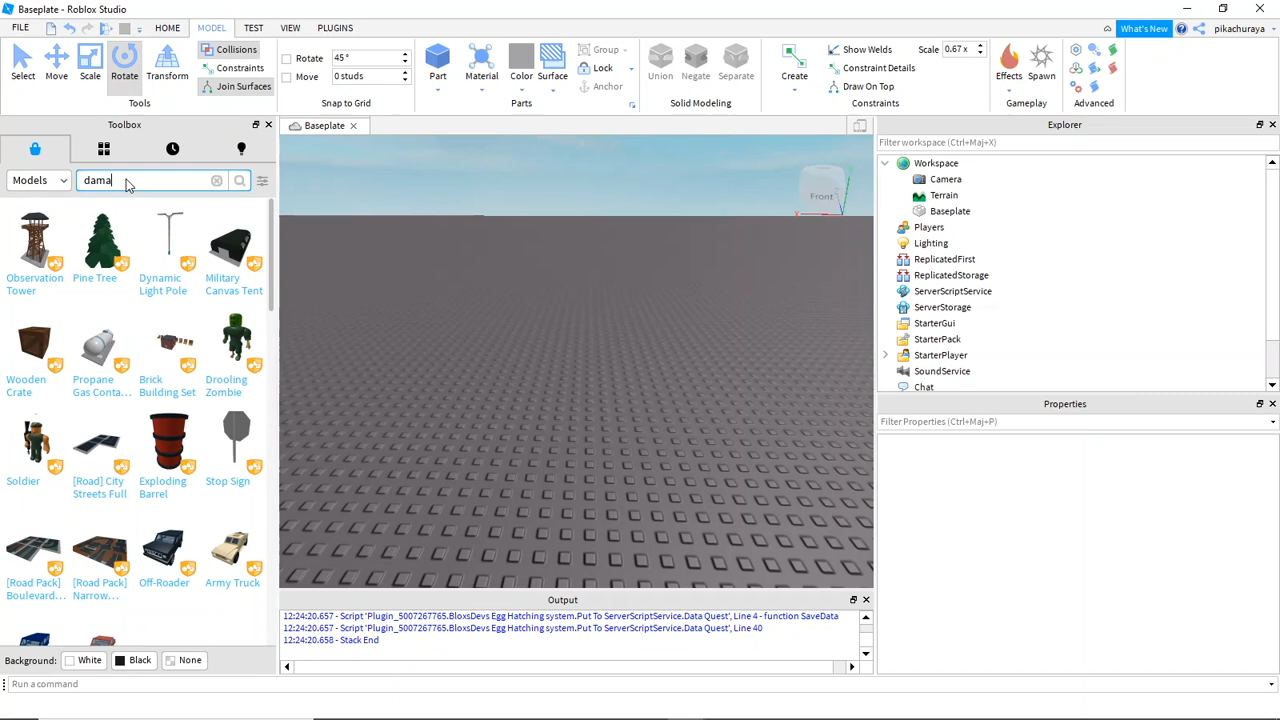 Baseplate - Roblox Studio
FILE HOME MODEL TEST VIEW PLUGINS What's New pikachuraya
Select Move Scale Rotate Transform
Collisions
Constraints
Join Surfaces
Tools
Rotate 45°
Move 0 studs
Snap to Grid
Part Material Color Surface
Group
Lock
Anchor
Parts
Union Negate Separate
Solid Modeling
Create
Show Welds Scale 0.67x
Constraint Details
Draw On Top
Constraints
Effects Spawn
Gameplay
Advanced
Toolbox
Models dama
Observation Tower
Pine Tree
Dynamic Light Pole
Military Canvas Tent
Wooden Crate
Propane Gas Conta...
Brick Building Set
Drooling Zombie
Soldier
[Road] City Streets Full
Exploding Barrel
Stop Sign
[Road Pack] Boulevard...
[Road Pack] Narrow...
Off-Roader
Army Truck
Background: White Black None
Baseplate
Front
X
Output
12:24:20.657 - Script 'Plugin_5007267765.BloxsDevs Egg Hatching system.Put To ServerScriptService.Data Quest', Line 4 - function SaveData
12:24:20.657 - Script 'Plugin_5007267765.BloxsDevs Egg Hatching system.Put To ServerScriptService.Data Quest', Line 40
12:24:20.658 - Stack End
Explorer
Filter workspace (Ctrl+Maj+X)
Workspace
Camera
Terrain
Baseplate
Players
Lighting
ReplicatedFirst
ReplicatedStorage
ServerScriptService
ServerStorage
StarterGui
StarterPack
StarterPlayer
SoundService
Chat
Properties
Filter Properties (Ctrl+Maj+P)
Run a command